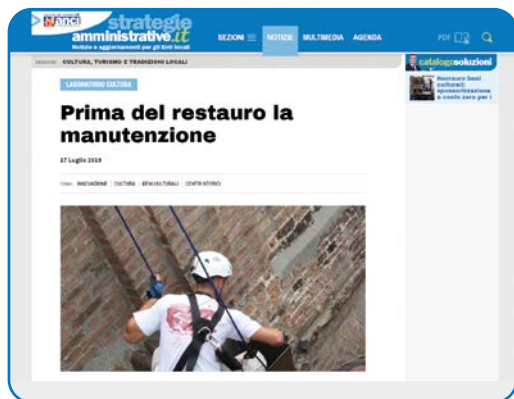 anci
strategie
amministrative.it
Notizie e aggiornamenti per gli Enti locali
SEZIONI
NOTIZIE
MULTIMEDIA
AGENDA
PDF
CULTURA, TURISMO E TRADIZIONI LOCALI
catalogosoluzioni
Restauro beni
culturali:
sponsorizzazione
a costo zero per i
LABORATORIO CULTURA
Prima del restauro la
manutenzione
17 Luglio 2019
INNOVAZIONE CULTURA BENI CULTURALI CENTRI STORICI